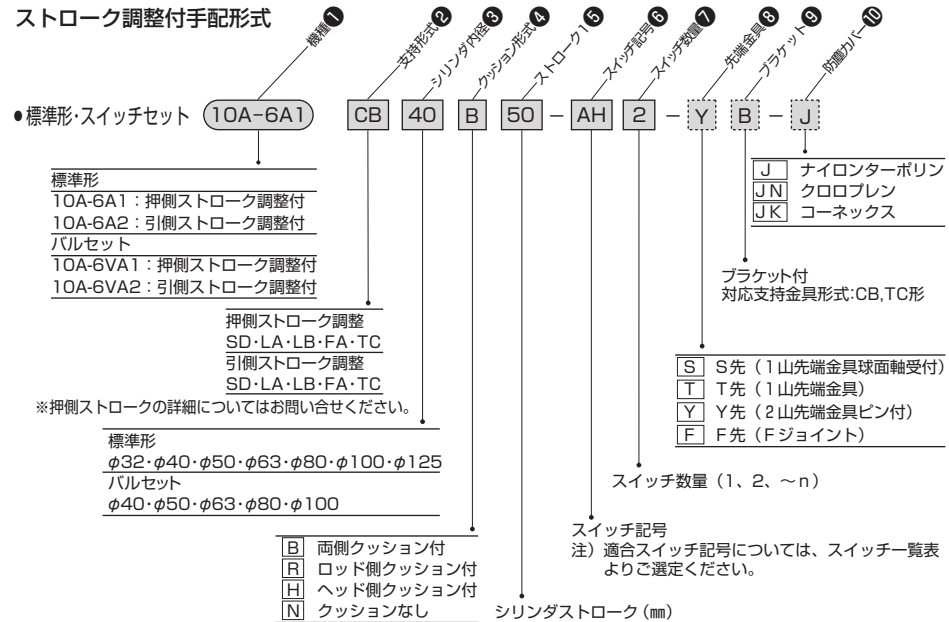 ストローク調整付手配形式
機種❶
支持形式❷
シリンダ内径❸
クッション形式❹
ストローク1❺
スイッチ記号❻
スイッチ数量❼
先端金具❽
ブラケット❾
防塵カバー❿
●標準形・スイッチセット 10A-6A1 CB 40 B 50 - AH 2 - Y B - J
標準形
10A-6A1：押側ストローク調整付
10A-6A2：引側ストローク調整付
バルセット
10A-6VA1：押側ストローク調整付
10A-6VA2：引側ストローク調整付
J ナイロンターポリン
JN クロロプレン
JK コーネックス
ブラケット付
対応支持金具形式:CB,TC形
押側ストローク調整
SD・LA・LB・FA・TC
引側ストローク調整
SD・LA・LB・FA・TC
※押側ストロークの詳細についてはお問い合せください。
S S先（1山先端金具球面軸受付）
T T先（1山先端金具）
Y Y先（2山先端金具ピン付）
F F先（Fジョイント）
標準形
φ32・φ40・φ50・φ63・φ80・φ100・φ125
バルセット
φ40・φ50・φ63・φ80・φ100
スイッチ数量（1、2、～n）
スイッチ記号
注）適合スイッチ記号については、スイッチ一覧表
よりご選定ください。
B 両側クッション付
R ロッド側クッション付
H ヘッド側クッション付
N クッションなし
シリンダストローク（㎜）